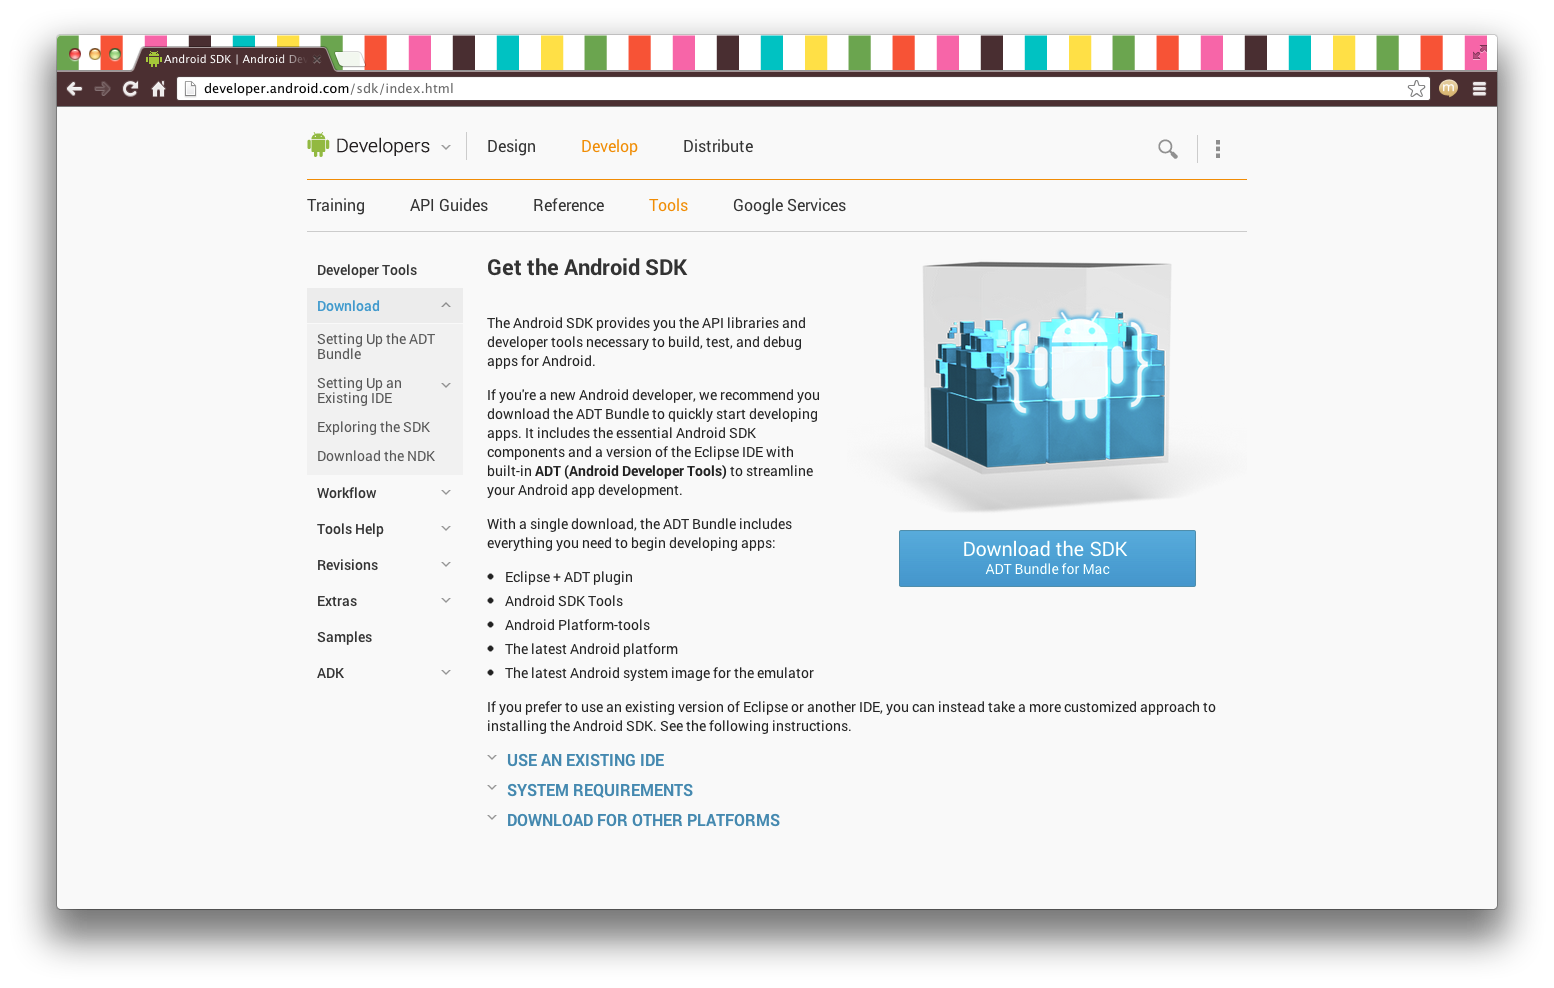 Android SDK | Android De
developer.android.com/sdk/index.html
m
Developers
Design
Develop
Distribute
Training
API Guides
Reference
Tools
Google Services
Developer Tools
Download
Setting Up the ADT
Bundle
Setting Up an
Existing IDE
Exploring the SDK
Download the NDK
Workflow
Tools Help
Revisions
Extras
Samples
ADK
Get the Android SDK
The Android SDK provides you the API libraries and
developer tools necessary to build, test, and debug
apps for Android.
If you're a new Android developer, we recommend you
download the ADT Bundle to quickly start developing
apps. It includes the essential Android SDK
components and a version of the Eclipse IDE with
built-in ADT (Android Developer Tools) to streamline
your Android app development.
With a single download, the ADT Bundle includes
everything you need to begin developing apps:
• Eclipse + ADT plugin
• Android SDK Tools
• Android Platform-tools
• The latest Android platform
• The latest Android system image for the emulator
{ }
Download the SDK
ADT Bundle for Mac
If you prefer to use an existing version of Eclipse or another IDE, you can instead take a more customized approach to
installing the Android SDK. See the following instructions.
USE AN EXISTING IDE
SYSTEM REQUIREMENTS
DOWNLOAD FOR OTHER PLATFORMS